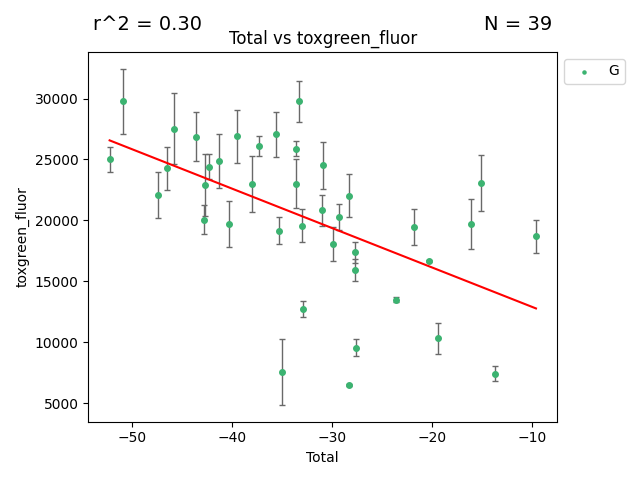 r^2 = 0.30
N = 39
Total vs toxgreen_fluor
G
30000
25000
20000
15000
10000
5000
toxgreen_fluor
−50
−40
−30
−20
−10
Total